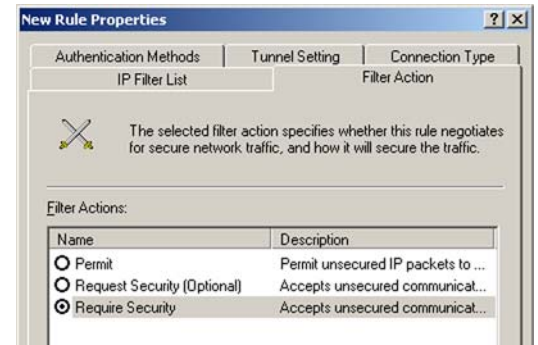 New Rule Properties
? X
Authentication Methods Tunnel Setting Connection Type
IP Filter List Filter Action
The selected filter action specifies whether this rule negotiates
for secure network traffic, and how it will secure the traffic.
Filter Actions:
Name Description
Permit Permit unsecured IP packets to ...
Request Security (Optional) Accepts unsecured communicat...
Require Security Accepts unsecured communicat...